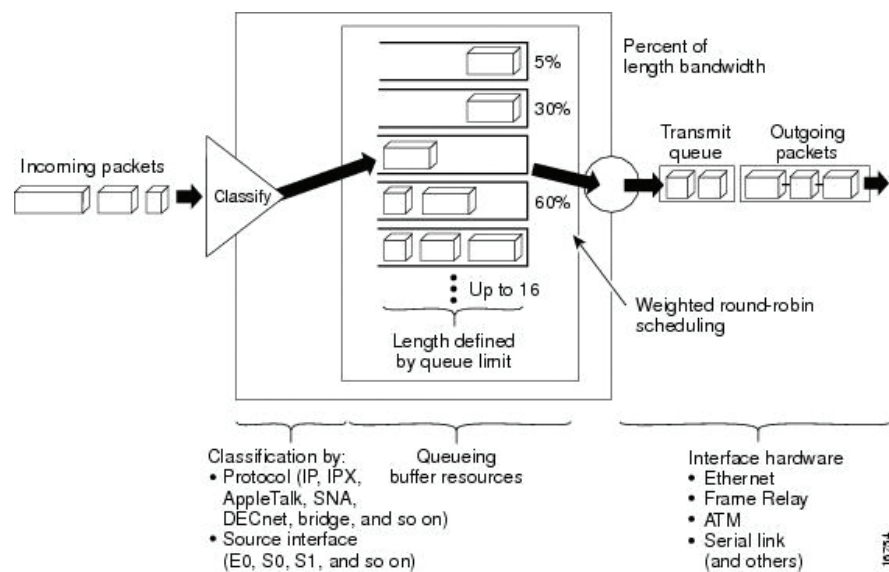 Percent of
length bandwidth
5%
30%
60%
Incoming packets
Classify
Transmit
queue
Outgoing
packets
Up to 16
Length defined
by queue limit
Weighted round-robin
scheduling
Classification by:
• Protocol (IP, IPX,
AppleTalk, SNA,
DECnet, bridge, and so on)
• Source interface
(E0, S0, S1, and so on)
Queueing
buffer resources
Interface hardware
• Ethernet
• Frame Relay
• ATM
• Serial link
(and others)